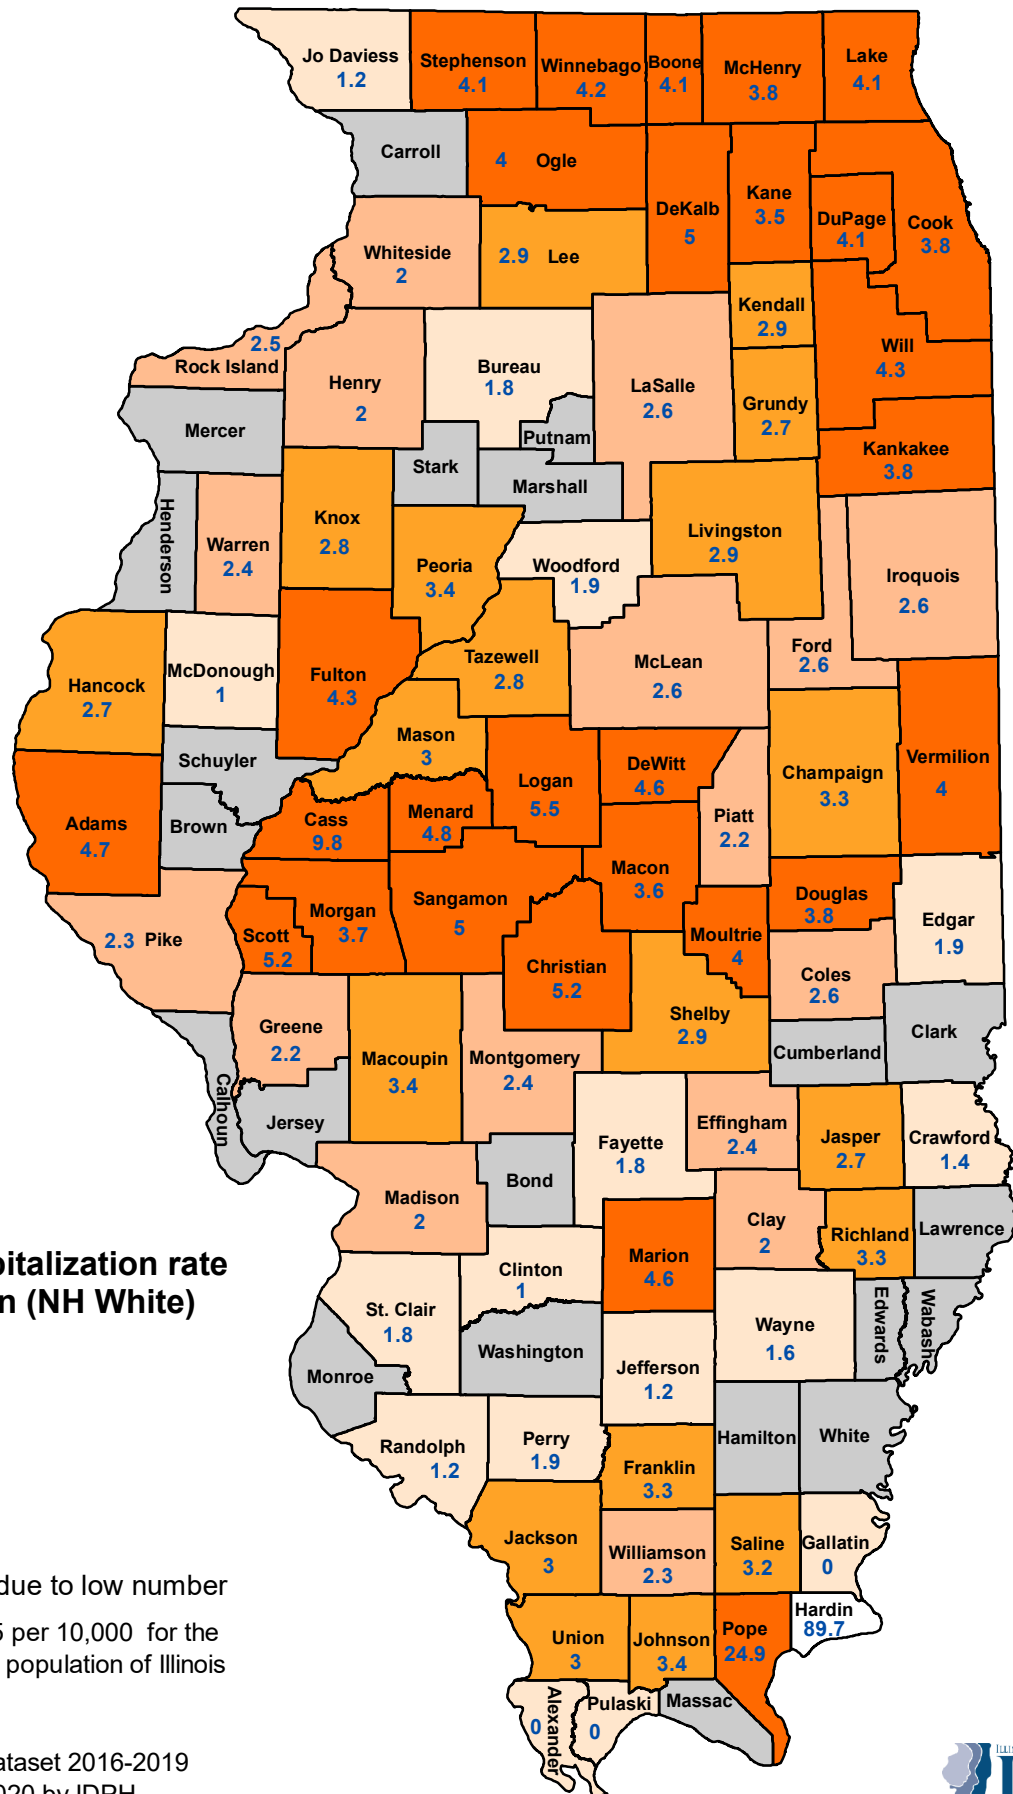 Jo Daviess
1.2
Stephenson
4.1
Winnebago
4.2
Boone
4.1
McHenry
3.8
Lake
4.1
Carroll
4 Ogle
DeKalb
5
Kane
3.5
DuPage
4.1
Cook
3.8
Whiteside
2
2.9 Lee
Kendall
2.9
2.5
Rock Island
Henry
2
Bureau
1.8
LaSalle
2.6
Grundy
2.7
Will
4.3
Mercer
Putnam
Kankakee
3.8
Stark
Marshall
Henderson
Warren
2.4
Knox
2.8
Peoria
3.4
Woodford
1.9
Livingston
2.9
Iroquois
2.6
Ford
2.6
Hancock
2.7
McDonough
1
Fulton
4.3
Tazewell
2.8
McLean
2.6
Mason
3
Schuyler
Logan
5.5
DeWitt
4.6
Champaign
3.3
Vermilion
4
Adams
4.7
Brown
Cass
9.8
Menard
4.8
Piatt
2.2
Macon
3.6
2.3 Pike
Scott
5.2
Morgan
3.7
Sangamon
5
Christian
5.2
Moultrie
4
Douglas
3.8
Edgar
1.9
Coles
2.6
Greene
2.2
Macoupin
3.4
Montgomery
2.4
Shelby
2.9
Cumberland
Clark
Calhoun
Jersey
Fayette
1.8
Effingham
2.4
Jasper
2.7
Crawford
1.4
Madison
2
Bond
Clay
2
Richland
3.3
Lawrence
Marion
4.6
pitalization rate
n (NH White)
Clinton
1
St. Clair
1.8
Washington
Wayne
1.6
Edwards
Wabash
Monroe
Jefferson
1.2
Randolph
1.2
Perry
1.9
Hamilton
White
Franklin
3.3
Jackson
3
Williamson
2.3
Saline
3.2
Gallatin
0
due to low number
5 per 10,000 for the
population of Illinois
Union
3
Johnson
3.4
Pope
24.9
Hardin
89.7
Alexander
0
Pulaski
0
Massac
ataset 2016-2019
020 by IDPH